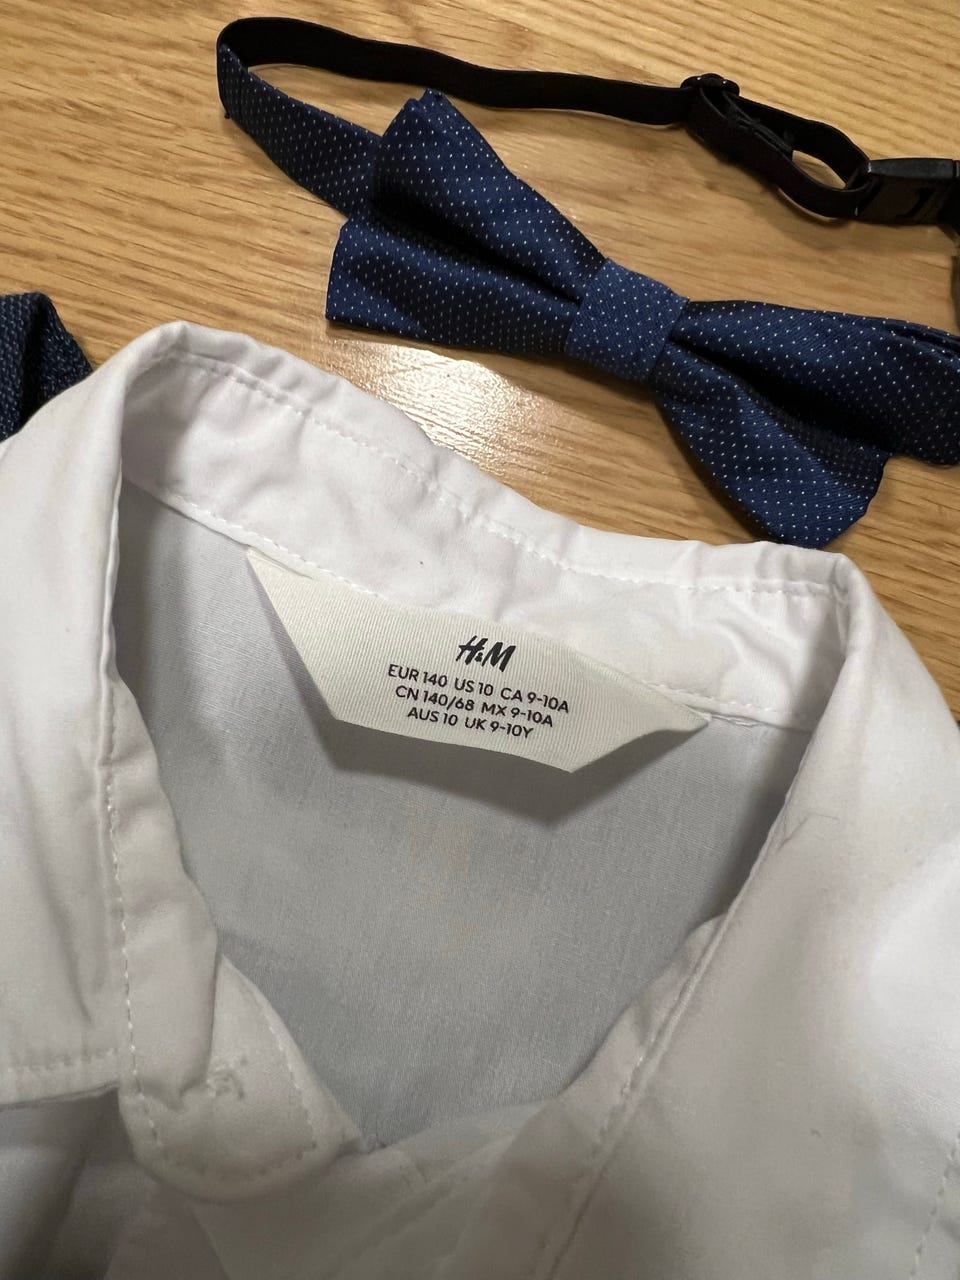 H&M
EUR 140 US 10 CA 9-10A
CN 140/68 MX 9-10A
AUS 10 UK 9-10Y